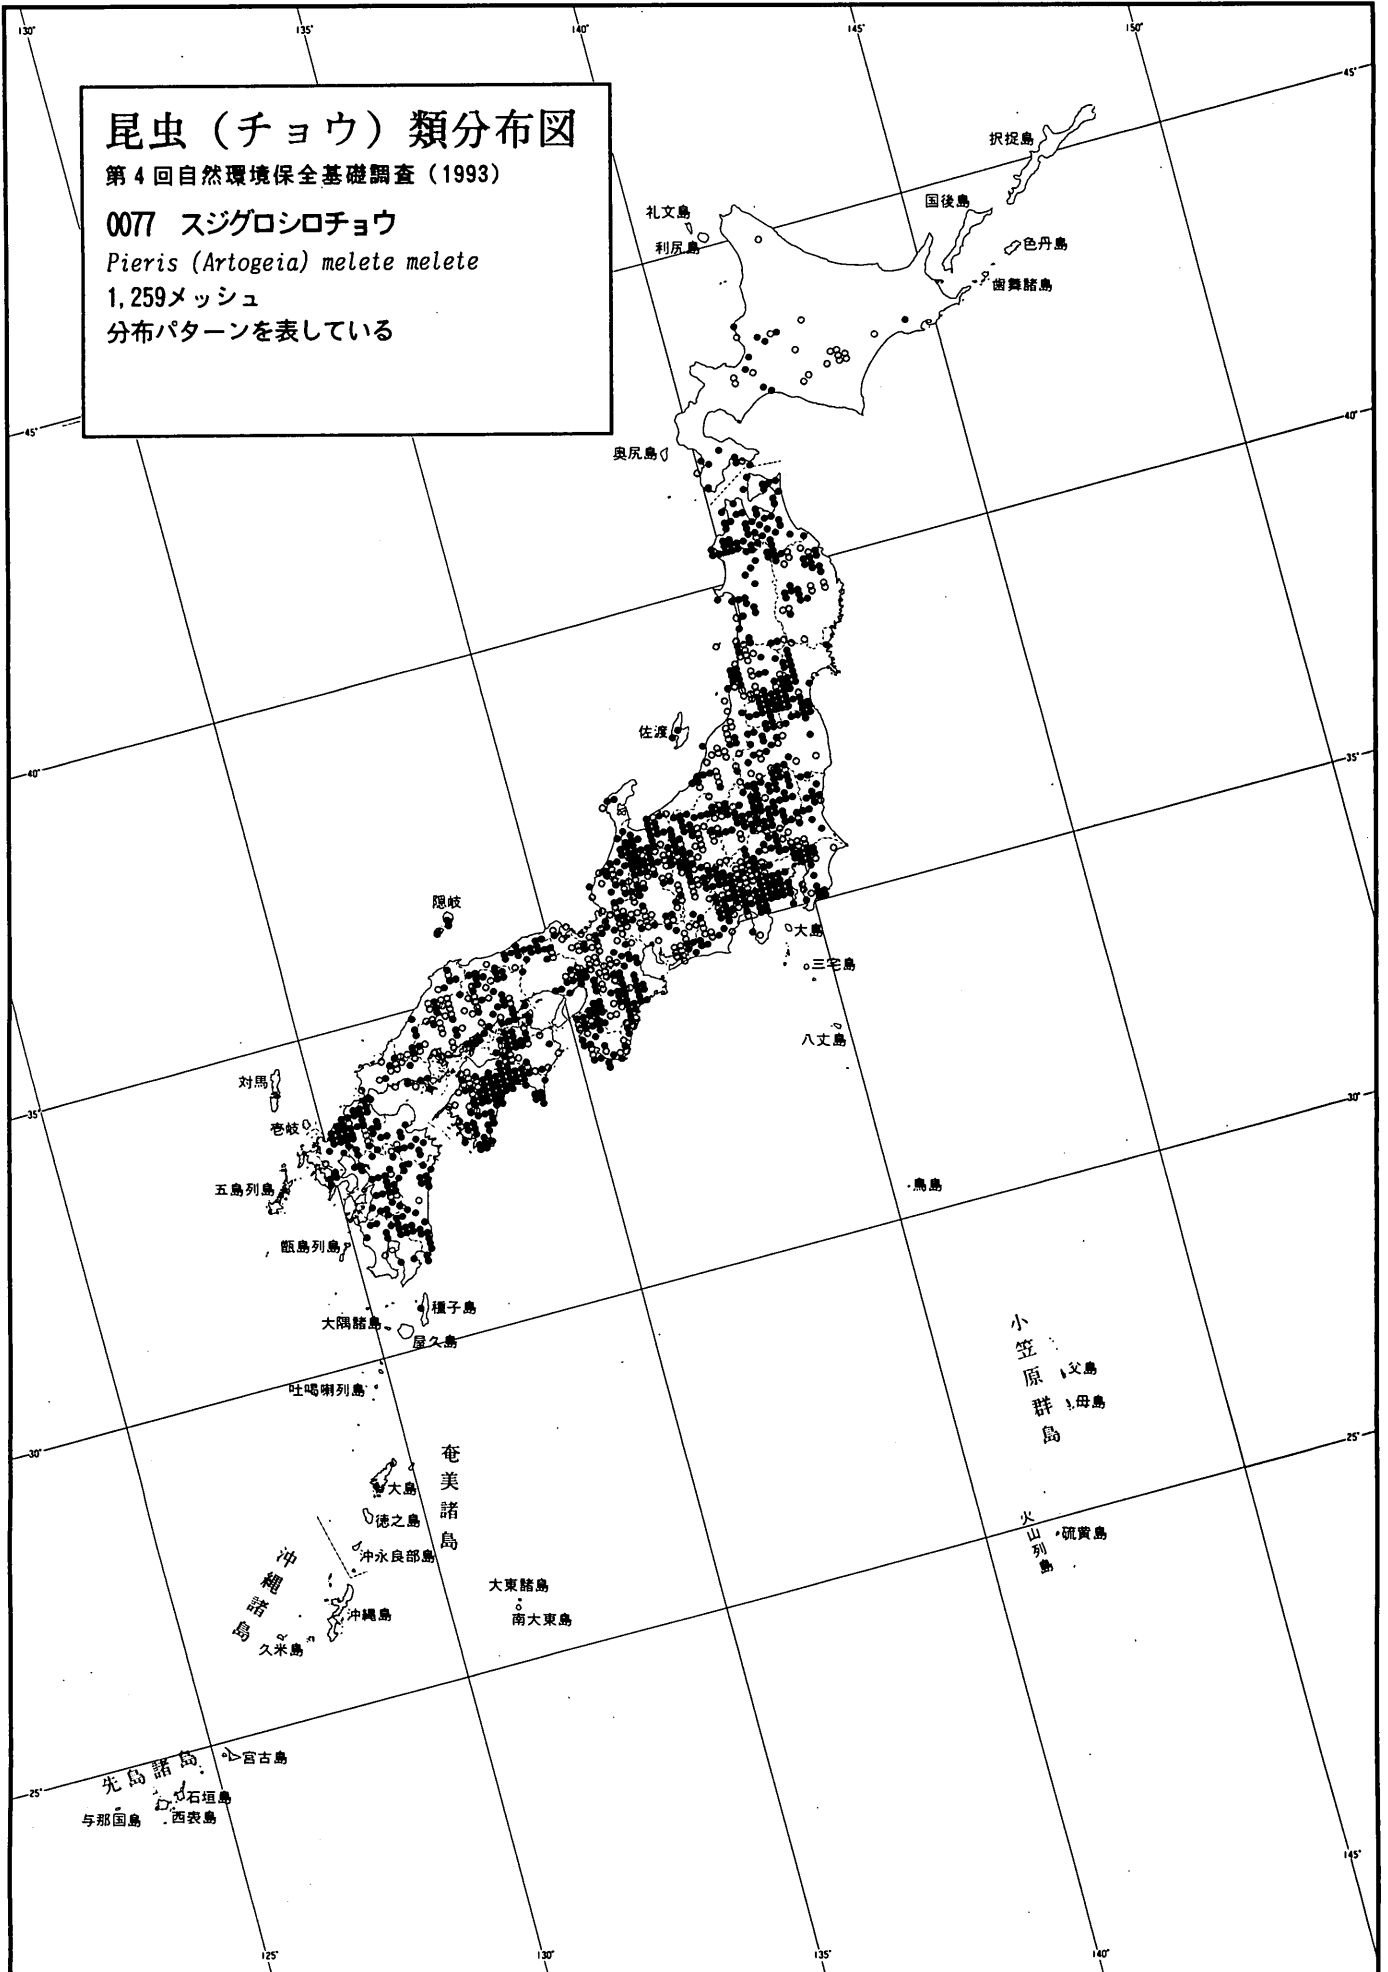 130°
135°
140°
145°
150°
昆虫（チョウ）類分布図
第４回自然環境保全基礎調査（1993）
0077 スジグロシロチョウ
Pieris (Artogeia) melete melete
1,259メッシュ
分布パターンを表している
45°
択捉島
国後島
色丹島
歯舞諸島
礼文島
利尻島
45°
40°
奥尻島
佐渡
40°
35°
隠岐
大島
三宅島
八丈島
対馬
壱岐
35°
30°
五島列島
鳥島
甑島列島
種子島
大隅諸島
屋久島
吐噶喇列島
小笠原群島
父島
母島
30°
25°
奄美諸島
大島
徳之島
沖永良部島
火山列島
硫黄島
沖縄諸島
沖縄島
久米島
大東諸島
南大東島
先島諸島
宮古島
石垣島
西表島
与那国島
25°
145°
125°
130°
135°
140°